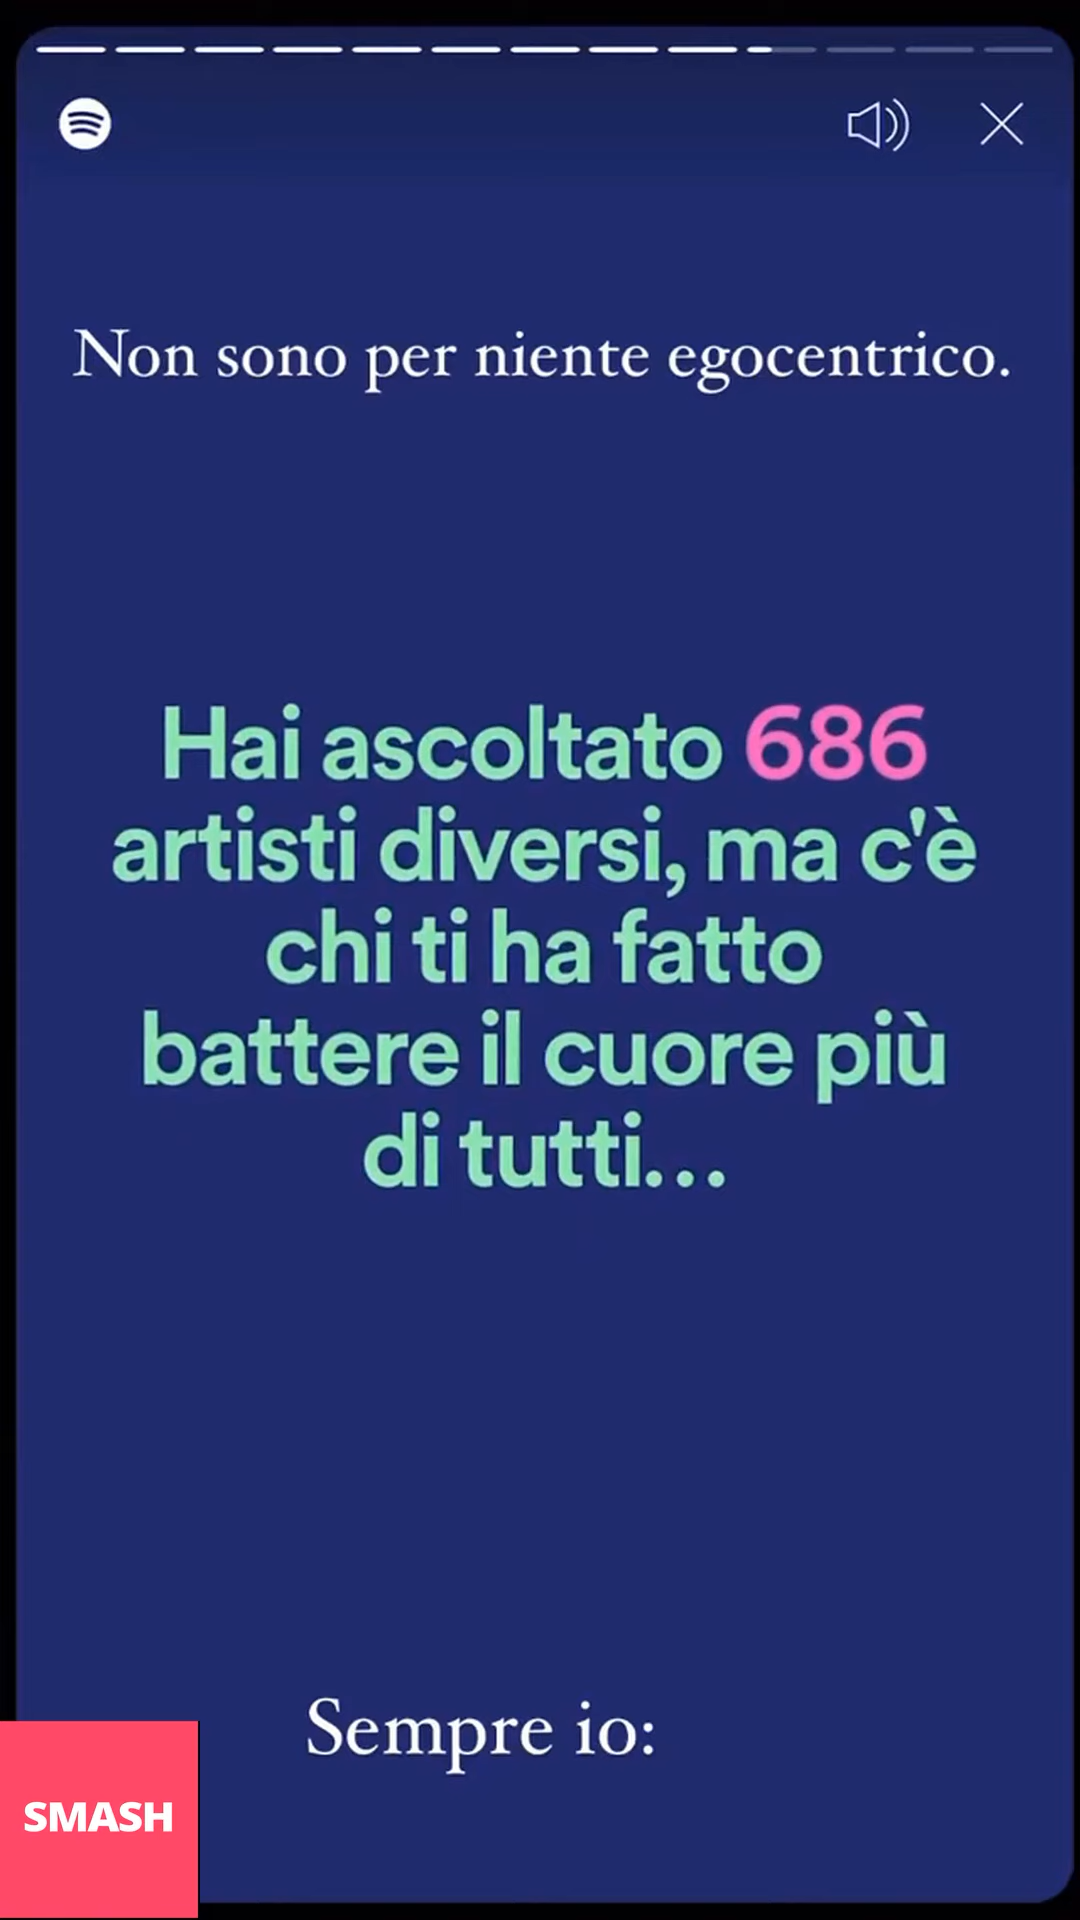 Non sono per niente egocentrico.
Hai ascoltato 686
artisti diversi, ma c'è
chi ti ha fatto
battere il cuore più
di tutti...
Sempre io:
SMASH